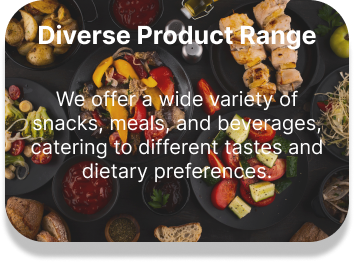 Diverse Product Range
We offer a wide variety of
snacks, meals, and beverages,
catering to different tastes and
dietary preferences.